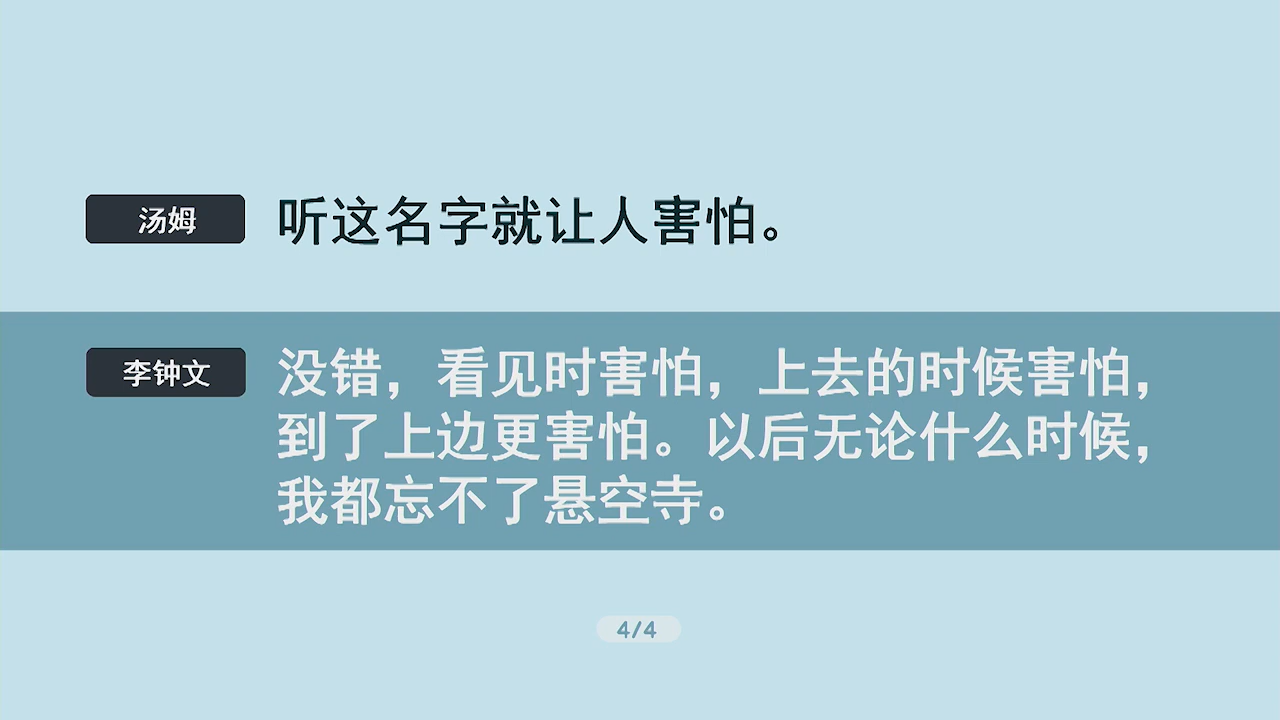 汤姆
听这名字就让人害怕。
李钟文
没错，看见时害怕，上去的时候害怕，
到了上边更害怕。以后无论什么时候，
我都忘不了悬空寺。
4/4